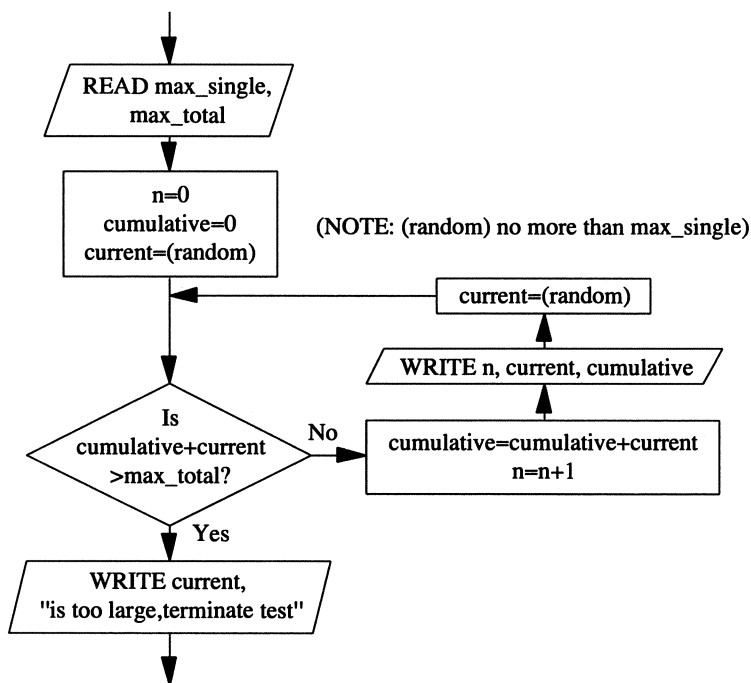 READ max_single,
max_total
n=0
cumulative=0
current=(random)
(NOTE: (random) no more than max_single)
current=(random)
WRITE n, current, cumulative
Is
cumulative+current
>max_total?
No
cumulative=cumulative+current
n=n+1
Yes
WRITE current,
"is too large,terminate test"